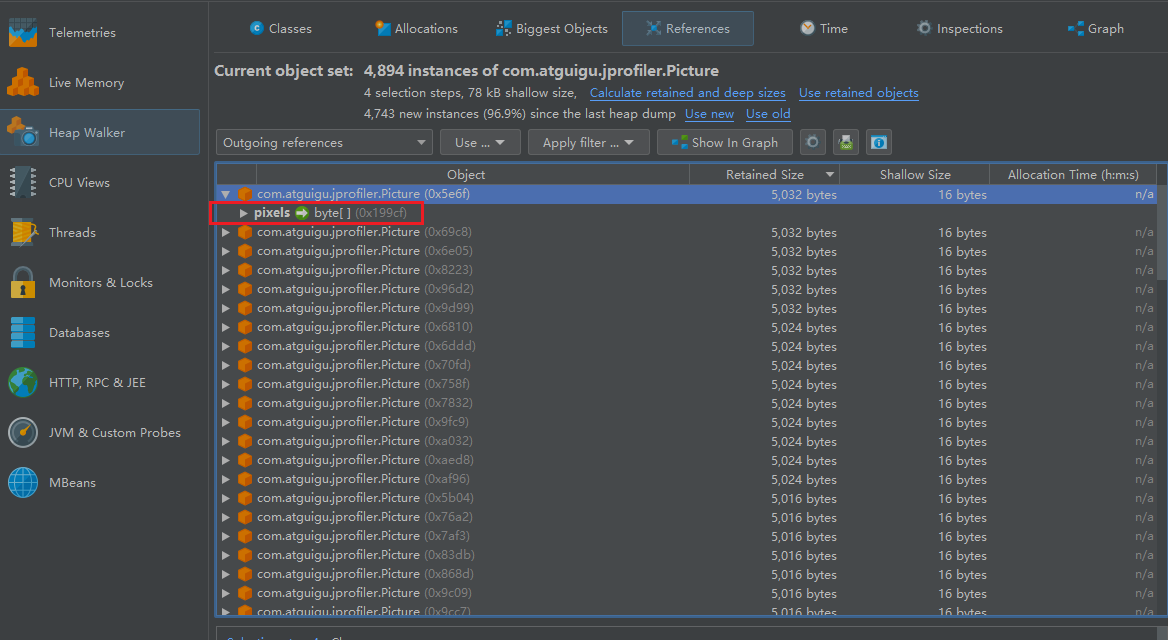 Telemetries
Live Memory
Heap Walker
CPU Views
Threads
Monitors & Locks
Databases
HTTP, RPC & JEE
JVM & Custom Probes
MBeans
Classes Allocations Biggest Objects References Time Inspections Graph
Current object set: 4,894 instances of com.atguigu.jprofiler.Picture
4 selection steps, 78 kB shallow size, Calculate retained and deep sizes Use retained objects
4,743 new instances (96.9%) since the last heap dump Use new Use old
Outgoing references Use ... Apply filter ... Show In Graph
Object Retained Size Shallow Size Allocation Time (h:m:s)
com.atguigu.jprofiler.Picture (0x5e6f) 5,032 bytes 16 bytes n/a
pixels byte[ ] (0x199cf)
com.atguigu.jprofiler.Picture (0x69c8) 5,032 bytes 16 bytes n/a
com.atguigu.jprofiler.Picture (0x6e05) 5,032 bytes 16 bytes n/a
com.atguigu.jprofiler.Picture (0x8223) 5,032 bytes 16 bytes n/a
com.atguigu.jprofiler.Picture (0x96d2) 5,032 bytes 16 bytes n/a
com.atguigu.jprofiler.Picture (0x9d99) 5,032 bytes 16 bytes n/a
com.atguigu.jprofiler.Picture (0x6810) 5,024 bytes 16 bytes n/a
com.atguigu.jprofiler.Picture (0x6ddd) 5,024 bytes 16 bytes n/a
com.atguigu.jprofiler.Picture (0x70fd) 5,024 bytes 16 bytes n/a
com.atguigu.jprofiler.Picture (0x758f) 5,024 bytes 16 bytes n/a
com.atguigu.jprofiler.Picture (0x7832) 5,024 bytes 16 bytes n/a
com.atguigu.jprofiler.Picture (0x9fc9) 5,024 bytes 16 bytes n/a
com.atguigu.jprofiler.Picture (0xa032) 5,024 bytes 16 bytes n/a
com.atguigu.jprofiler.Picture (0xaed8) 5,024 bytes 16 bytes n/a
com.atguigu.jprofiler.Picture (0xaf96) 5,024 bytes 16 bytes n/a
com.atguigu.jprofiler.Picture (0x5b04) 5,016 bytes 16 bytes n/a
com.atguigu.jprofiler.Picture (0x76a2) 5,016 bytes 16 bytes n/a
com.atguigu.jprofiler.Picture (0x7af3) 5,016 bytes 16 bytes n/a
com.atguigu.jprofiler.Picture (0x83db) 5,016 bytes 16 bytes n/a
com.atguigu.jprofiler.Picture (0x868d) 5,016 bytes 16 bytes n/a
com.atguigu.jprofiler.Picture (0x9c09) 5,016 bytes 16 bytes n/a
com.atguigu.jprofiler.Picture (0x9cc7) 5,016 bytes 16 bytes n/a